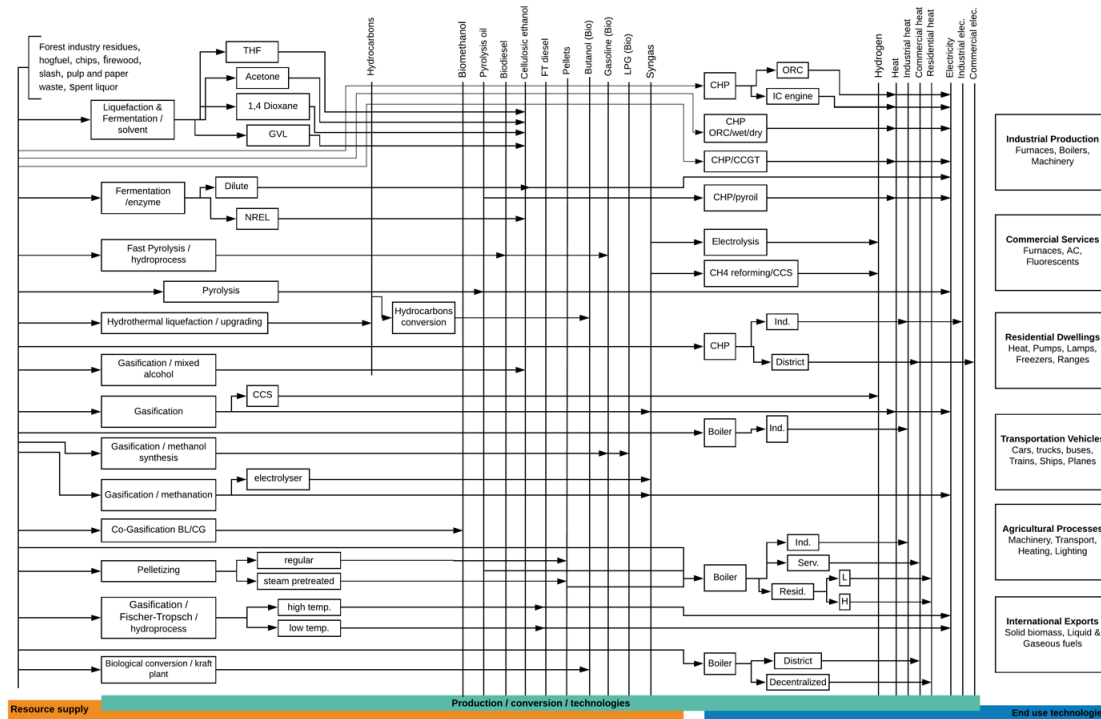 Forest industry residues,
hogfuel, chips, firewood,
slash, pulp and paper
waste, spent liquor
THF
Acetone
1,4 Dioxane
GVL
Liquefaction &
Fermentation /
solvent
Fermentation
/enzyme
Dilute
NREL
Fast Pyrolysis /
hydroprocess
Pyrolysis
Hydrothermal liquefaction / upgrading
Hydrocarbons
conversion
Gasification / mixed
alcohol
CCS
Gasification
Gasification / methanol
synthesis
electrolyser
Gasification / methanation
Co-Gasification BL/CG
Pelletizing
regular
steam pretreated
Gasification /
Fischer-Tropsch /
hydroprocess
high temp.
low temp.
Biological conversion / kraft
plant
Hydrocarbons
Biomethanol
Pyrolysis oil
Biodiesel
Cellulosic ethanol
FT diesel
Pellets
Butanol (Bio)
Gasoline (Bio)
LPG (Bio)
Syngas
CHP
ORC
IC engine
CHP
ORC/wet/dry
CHP/CCGT
CHP/pyroil
Electrolysis
CH4 reforming/CCS
CHP
Ind.
District
Boiler
Ind.
Boiler
Ind.
Serv.
Resid.
L
H
Boiler
District
Decentralized
Hydrogen
Heat
Industrial heat
Commercial heat
Residential heat
Electricity
Industrial elec.
Commercial elec.
Industrial Production
Furnaces, Boilers,
Machinery
Commercial Services
Furnaces, AC,
Fluorescents
Residential Dwellings
Heat, Pumps, Lamps,
Freezers, Ranges
Transportation Vehicles
Cars, trucks, buses,
Trains, Ships, Planes
Agricultural Processes
Machinery, Transport,
Heating, Lighting
International Exports
Solid biomass, Liquid &
Gaseous fuels
Resource supply
Production / conversion / technologies
End use technologie